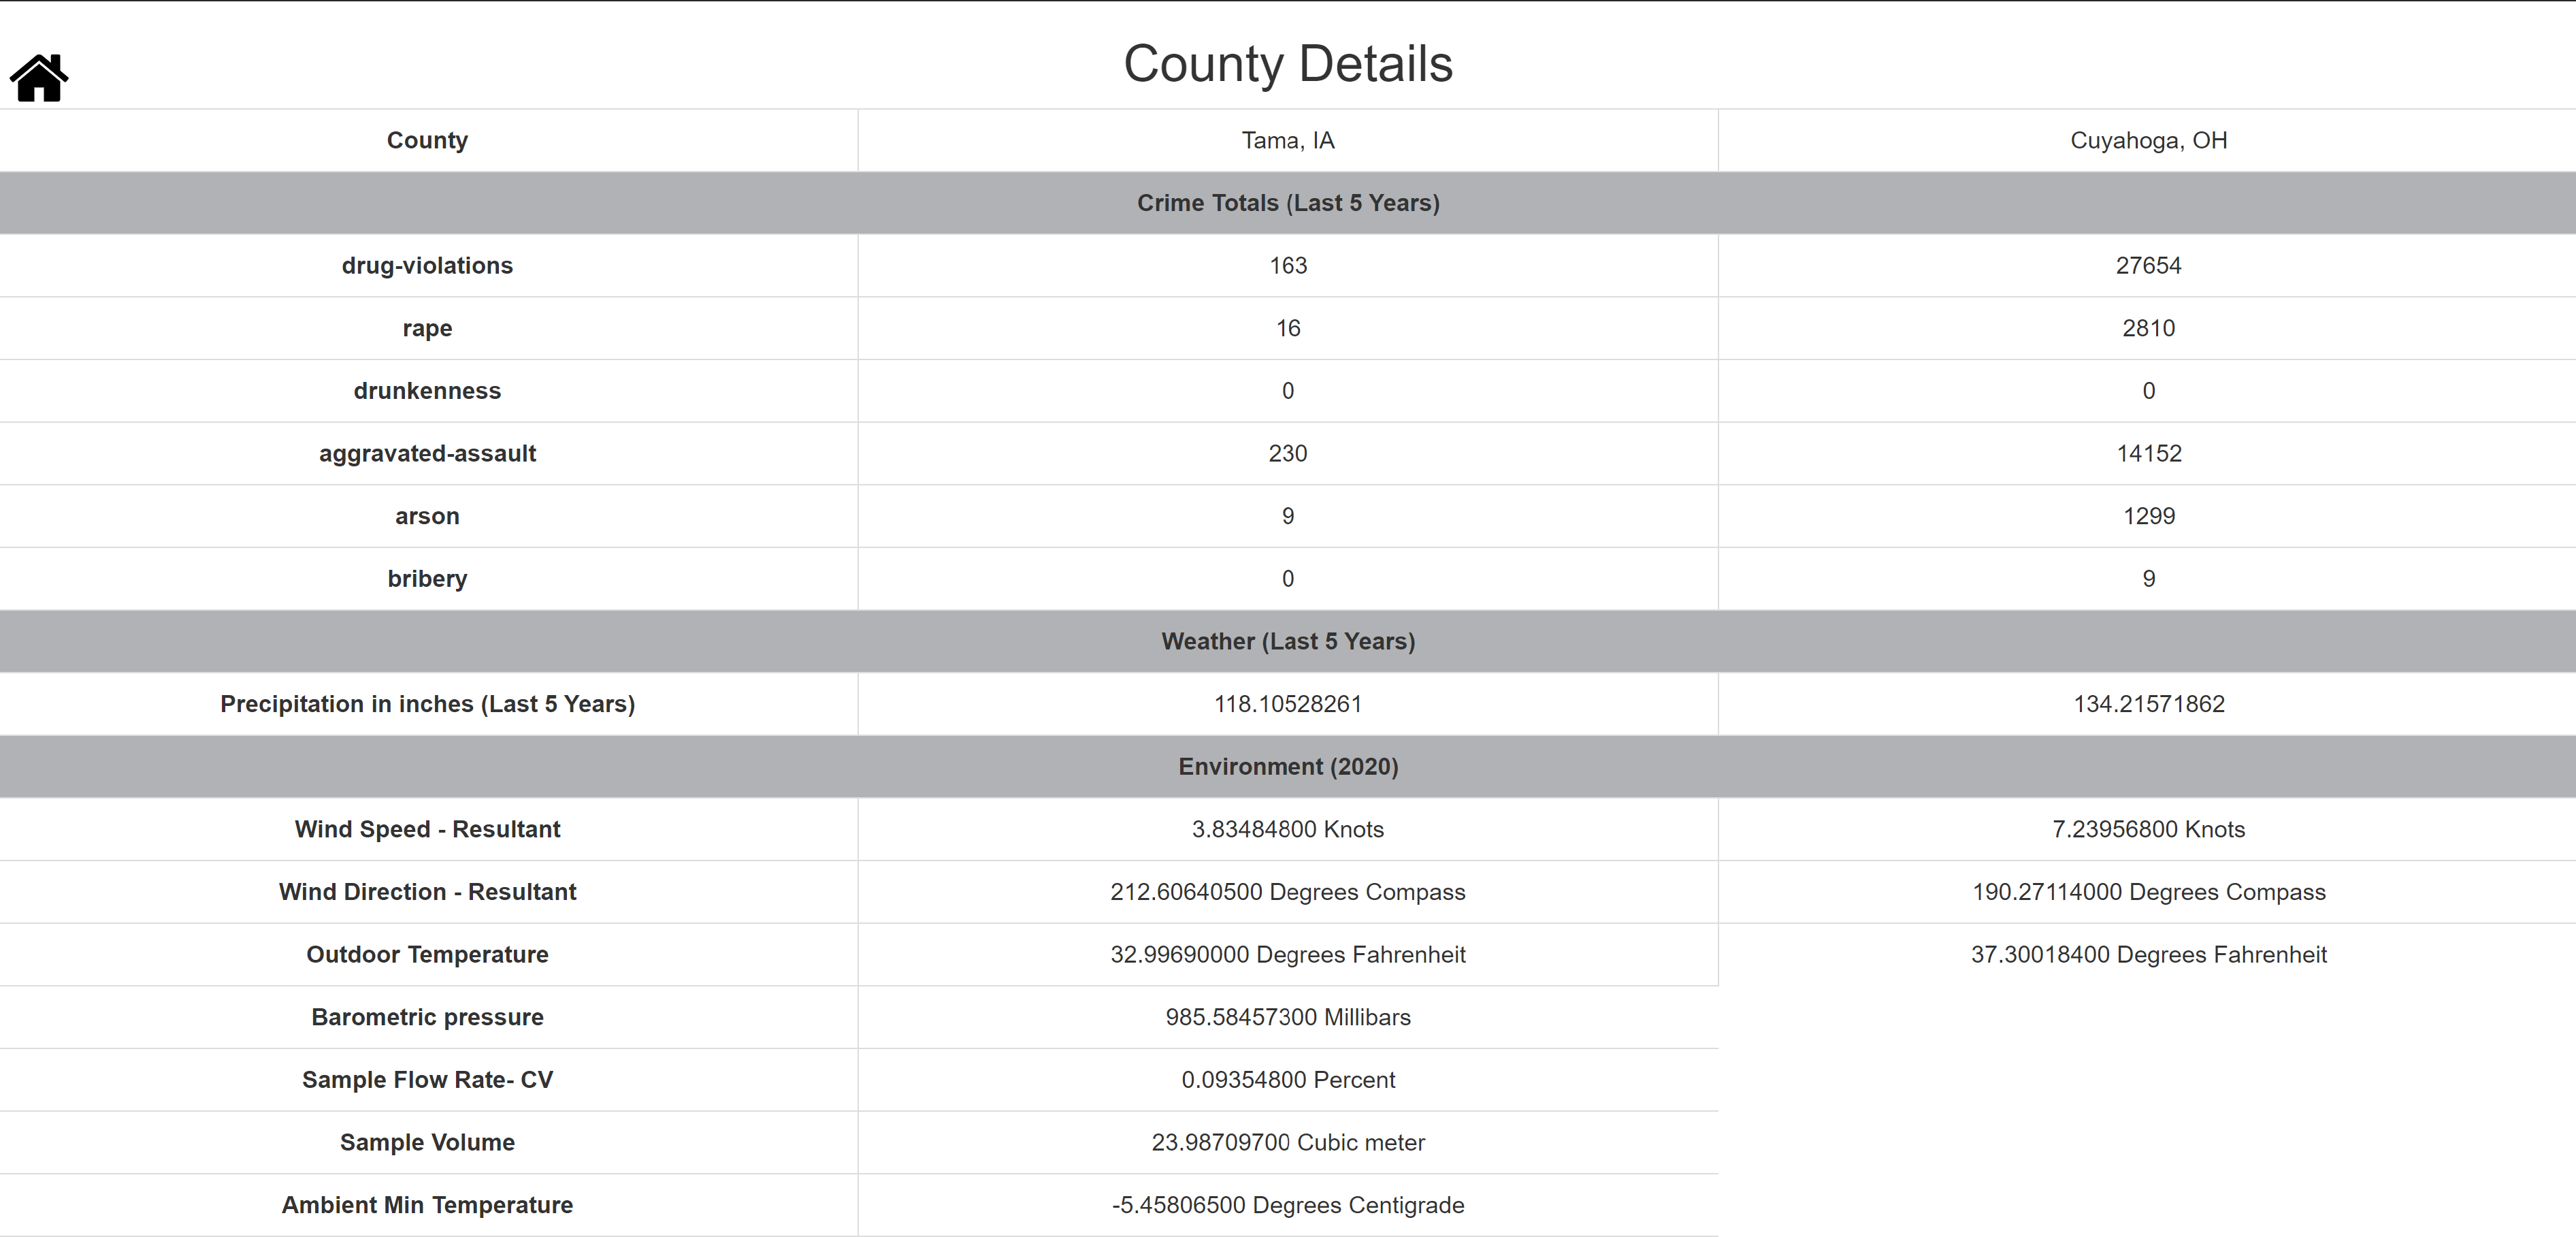 County Details
County Tama, IA Cuyahoga, OH
Crime Totals (Last 5 Years)
drug-violations 163 27654
rape 16 2810
drunkenness 0 0
aggravated-assault 230 14152
arson 9 1299
bribery 0 9
Weather (Last 5 Years)
Precipitation in inches (Last 5 Years) 118.10528261 134.21571862
Environment (2020)
Wind Speed - Resultant 3.83484800 Knots 7.23956800 Knots
Wind Direction - Resultant 212.60640500 Degrees Compass 190.27114000 Degrees Compass
Outdoor Temperature 32.99690000 Degrees Fahrenheit 37.30018400 Degrees Fahrenheit
Barometric pressure 985.58457300 Millibars
Sample Flow Rate- CV 0.09354800 Percent
Sample Volume 23.98709700 Cubic meter
Ambient Min Temperature -5.45806500 Degrees Centigrade